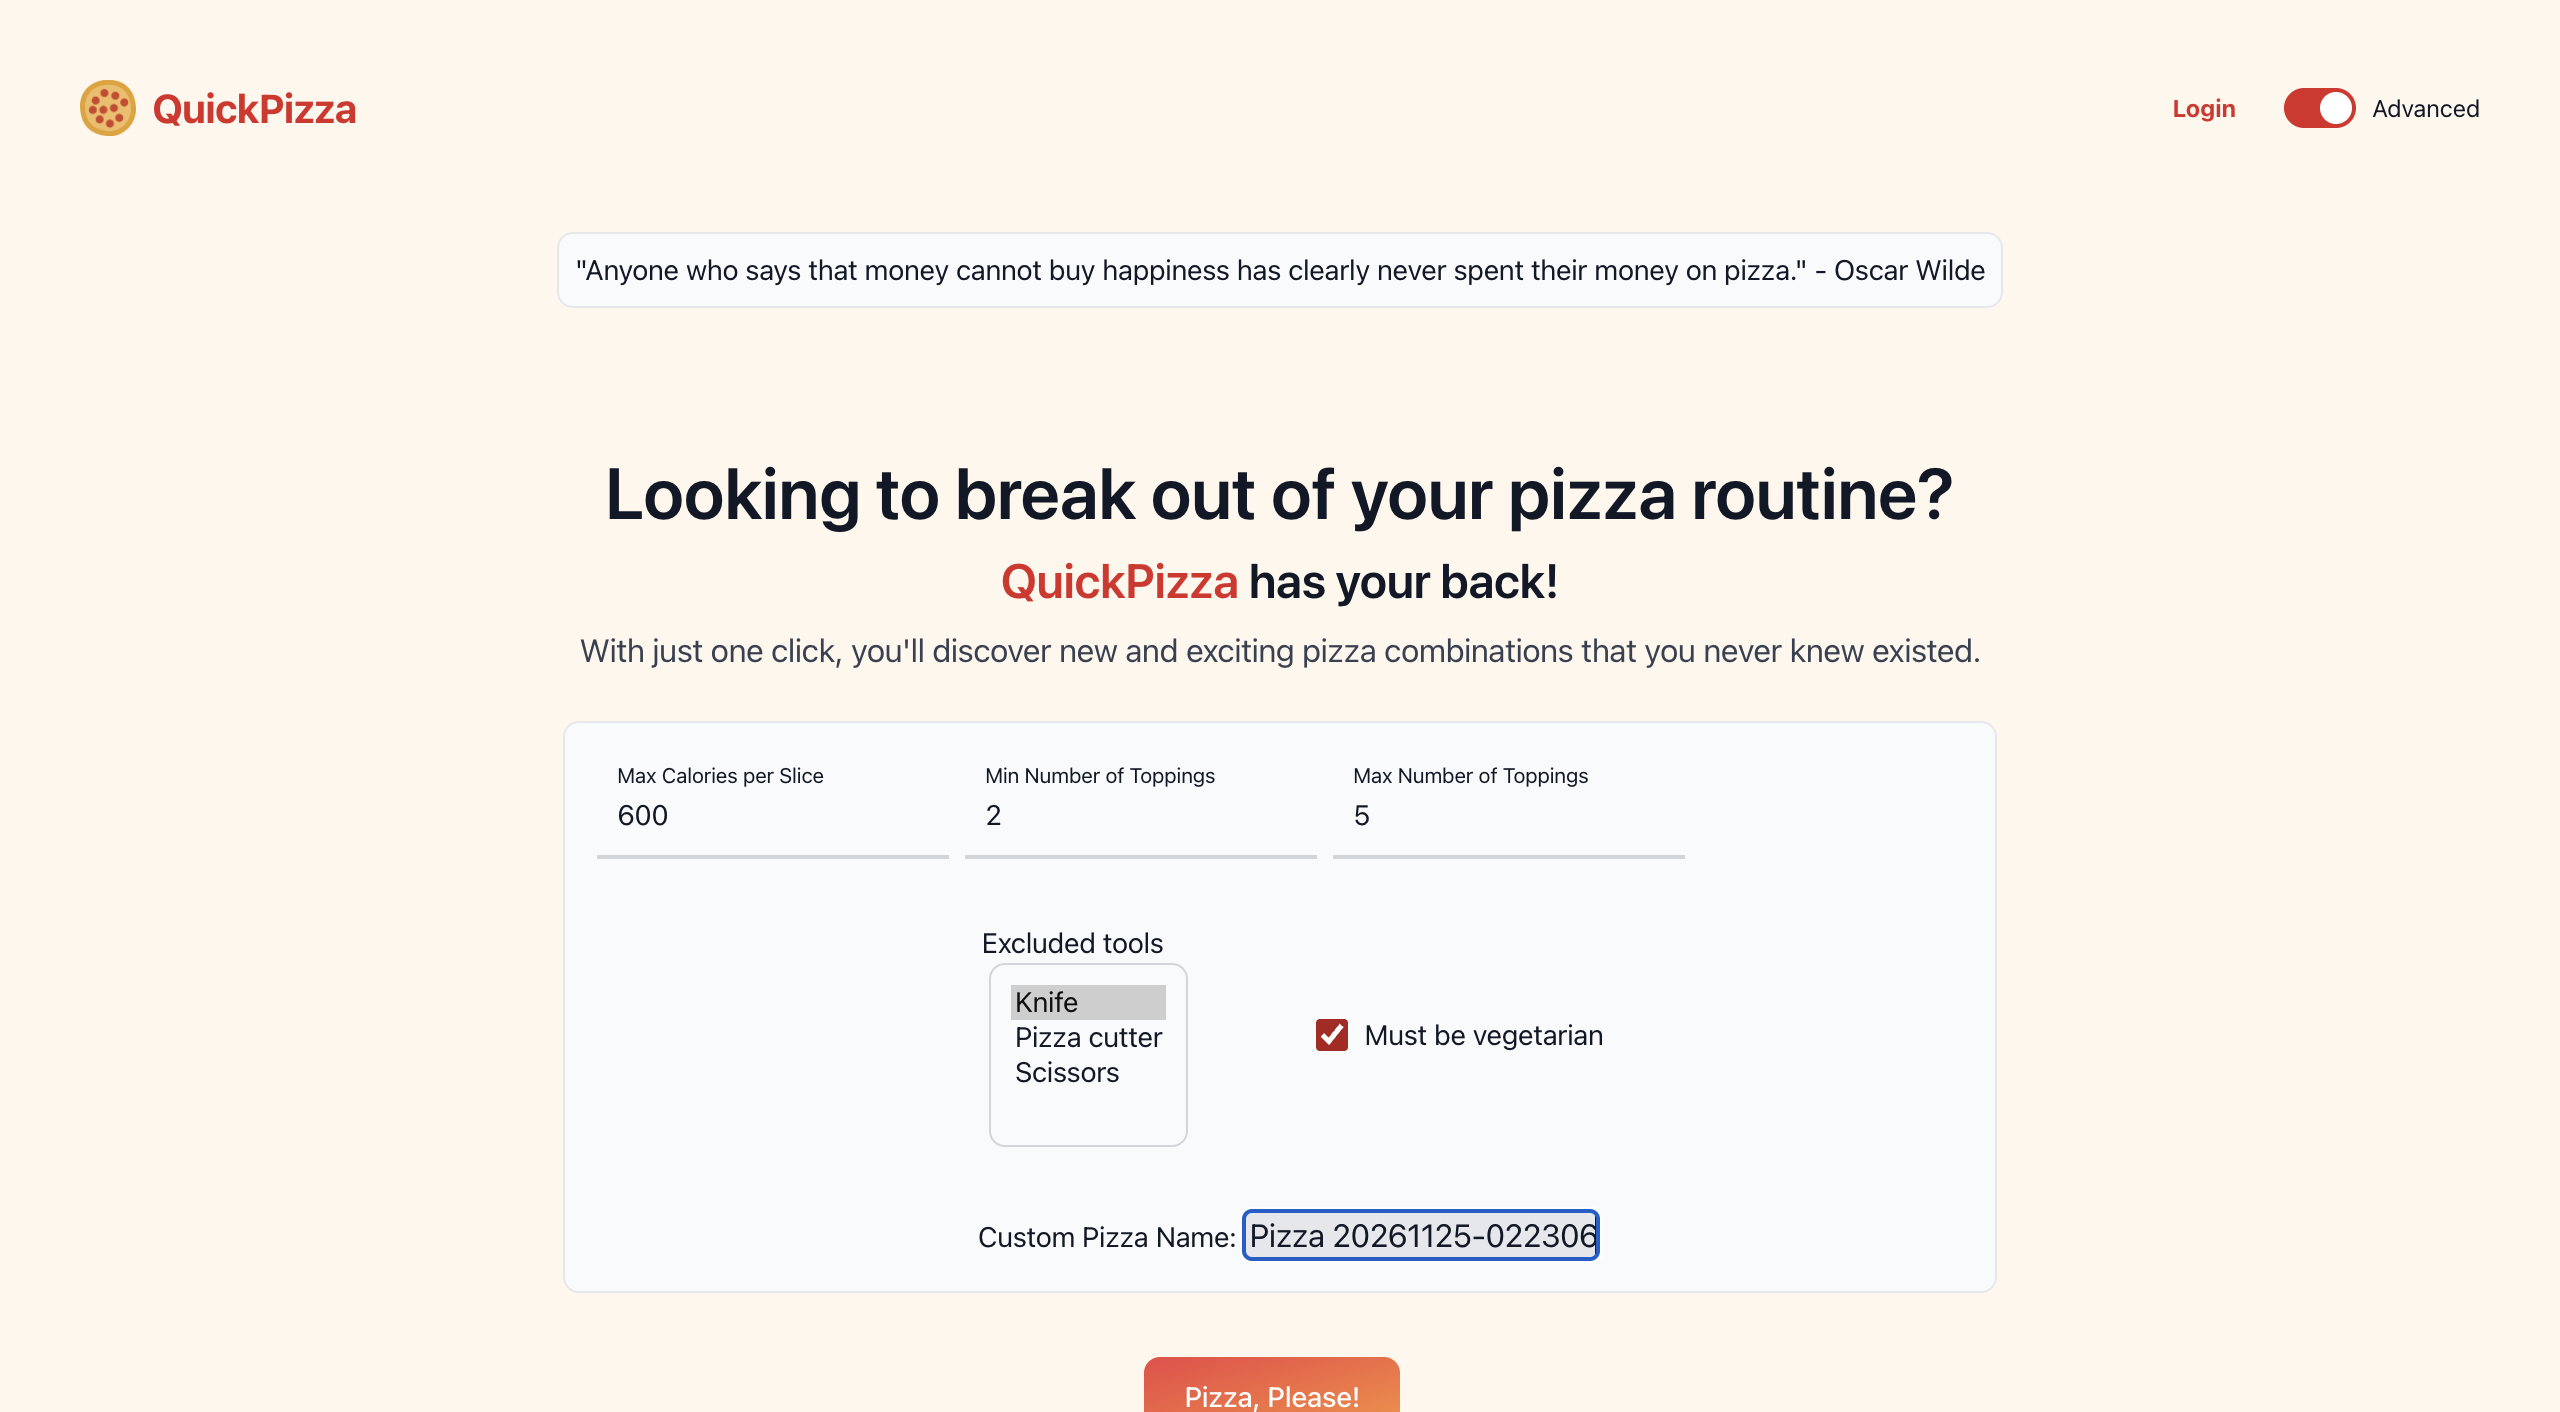 QuickPizza
Login
Advanced
"Anyone who says that money cannot buy happiness has clearly never spent their money on pizza." - Oscar Wilde
Looking to break out of your pizza routine?
QuickPizza has your back!
With just one click, you'll discover new and exciting pizza combinations that you never knew existed.
Max Calories per Slice
600
Min Number of Toppings
2
Max Number of Toppings
5
Excluded tools
Knife
Pizza cutter
Scissors
Must be vegetarian
Custom Pizza Name: Pizza 20261125-022306
Pizza, Please!